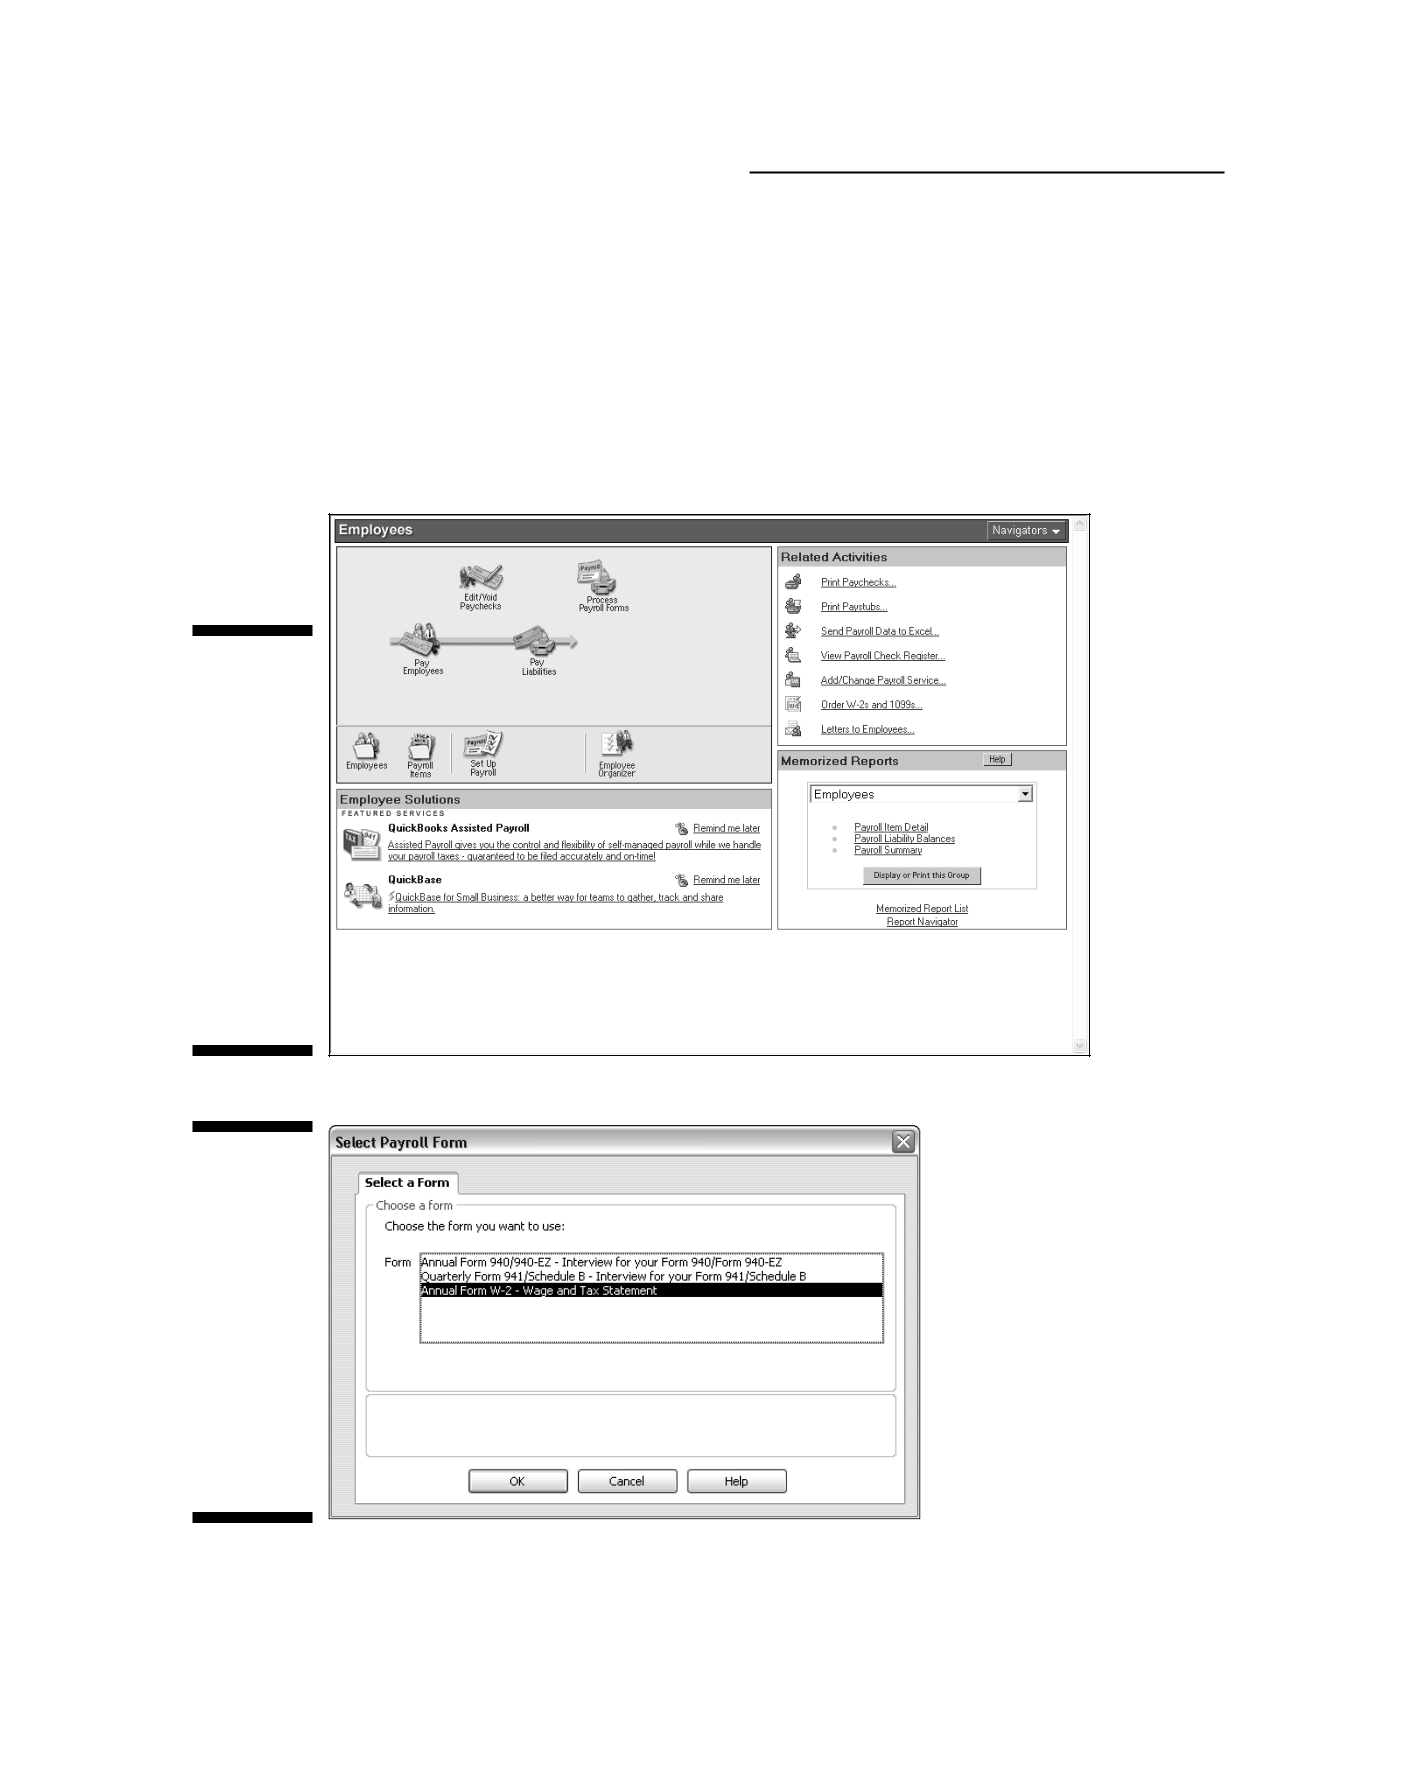 Employees
Navigators
Edit/Void
Paychecks
Process
Payroll Forms
Pay
Employees
Pay
Liabilities
Employees
Payroll
Items
Set Up
Payroll
Employee
Organizer
Related Activities
Print Paychecks...
Print Paystubs...
Send Payroll Data to Excel...
View Payroll Check Register...
Add/Change Payroll Service...
Order W-2s and 1099s...
Letters to Employees...
Memorized Reports
Help
Employees
Payroll Item Detail
Payroll Liability Balances
Payroll Summary
Display or Print this Group
Memorized Report List
Report Navigator
Employee Solutions
FEATURED SERVICES
QuickBooks Assisted Payroll
Remind me later
Assisted Payroll gives you the control and flexibility of self-managed payroll while we handle
your payroll taxes - guaranteed to be filed accurately and on-time!
QuickBase
Remind me later
QuickBase for Small Business: a better way for teams to gather, track and share
information.
Select Payroll Form
Select a Form
Choose a form
Choose the form you want to use:
Form
Annual Form 940/940-EZ - Interview for your Form 940/Form 940-EZ
Quarterly Form 941/Schedule B - Interview for your Form 941/Schedule B
Annual Form W-2 - Wage and Tax Statement
OK
Cancel
Help